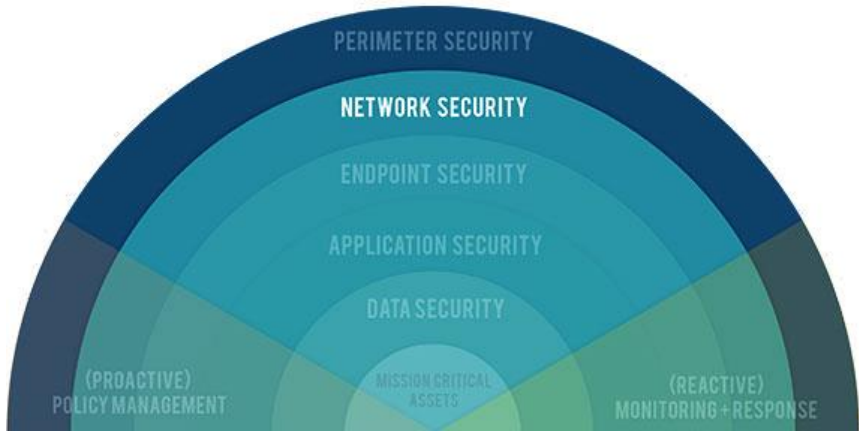 PERIMETER SECURITY
NETWORK SECURITY
ENDPOINT SECURITY
APPLICATION SECURITY
DATA SECURITY
MISSION CRITICAL
ASSETS
(PROACTIVE)
POLICY MANAGEMENT
(REACTIVE)
MONITORING + RESPONSE